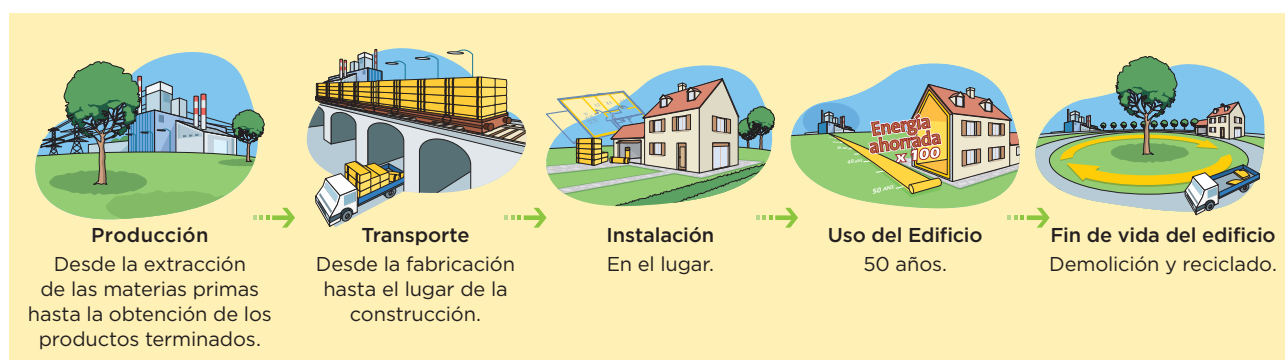 Energía
ahorrada
x 100
50 ANS
Producción
Desde la extracción
de las materias primas
hasta la obtención de los
productos terminados.
Transporte
Desde la fabricación
hasta el lugar de la
construcción.
Instalación
En el lugar.
Uso del Edificio
50 años.
Fin de vida del edificio
Demolición y reciclado.